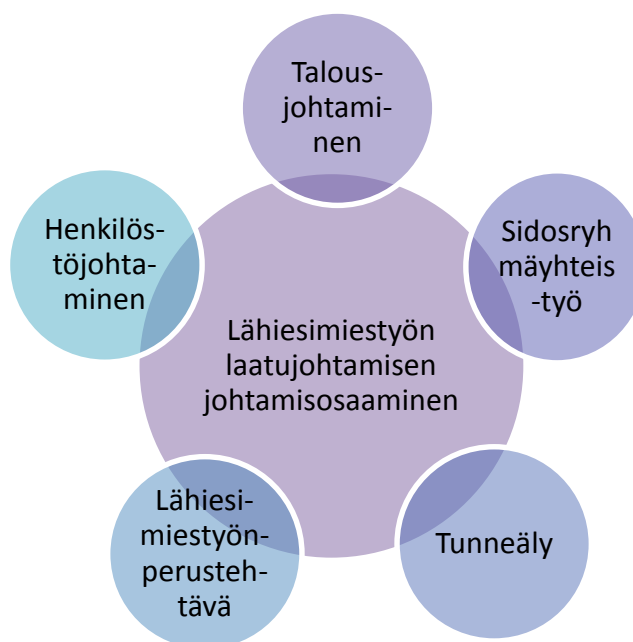 Talous-
johtami-
nen
Henkilös-
töjohta-
minen
Sidosryh
mäyhteis
-työ
Lähiesimiestyön
laatujohtamisen
johtamisosaaminen
Lähiesi-
miestyön-
perusteh-
tävä
Tunneäly